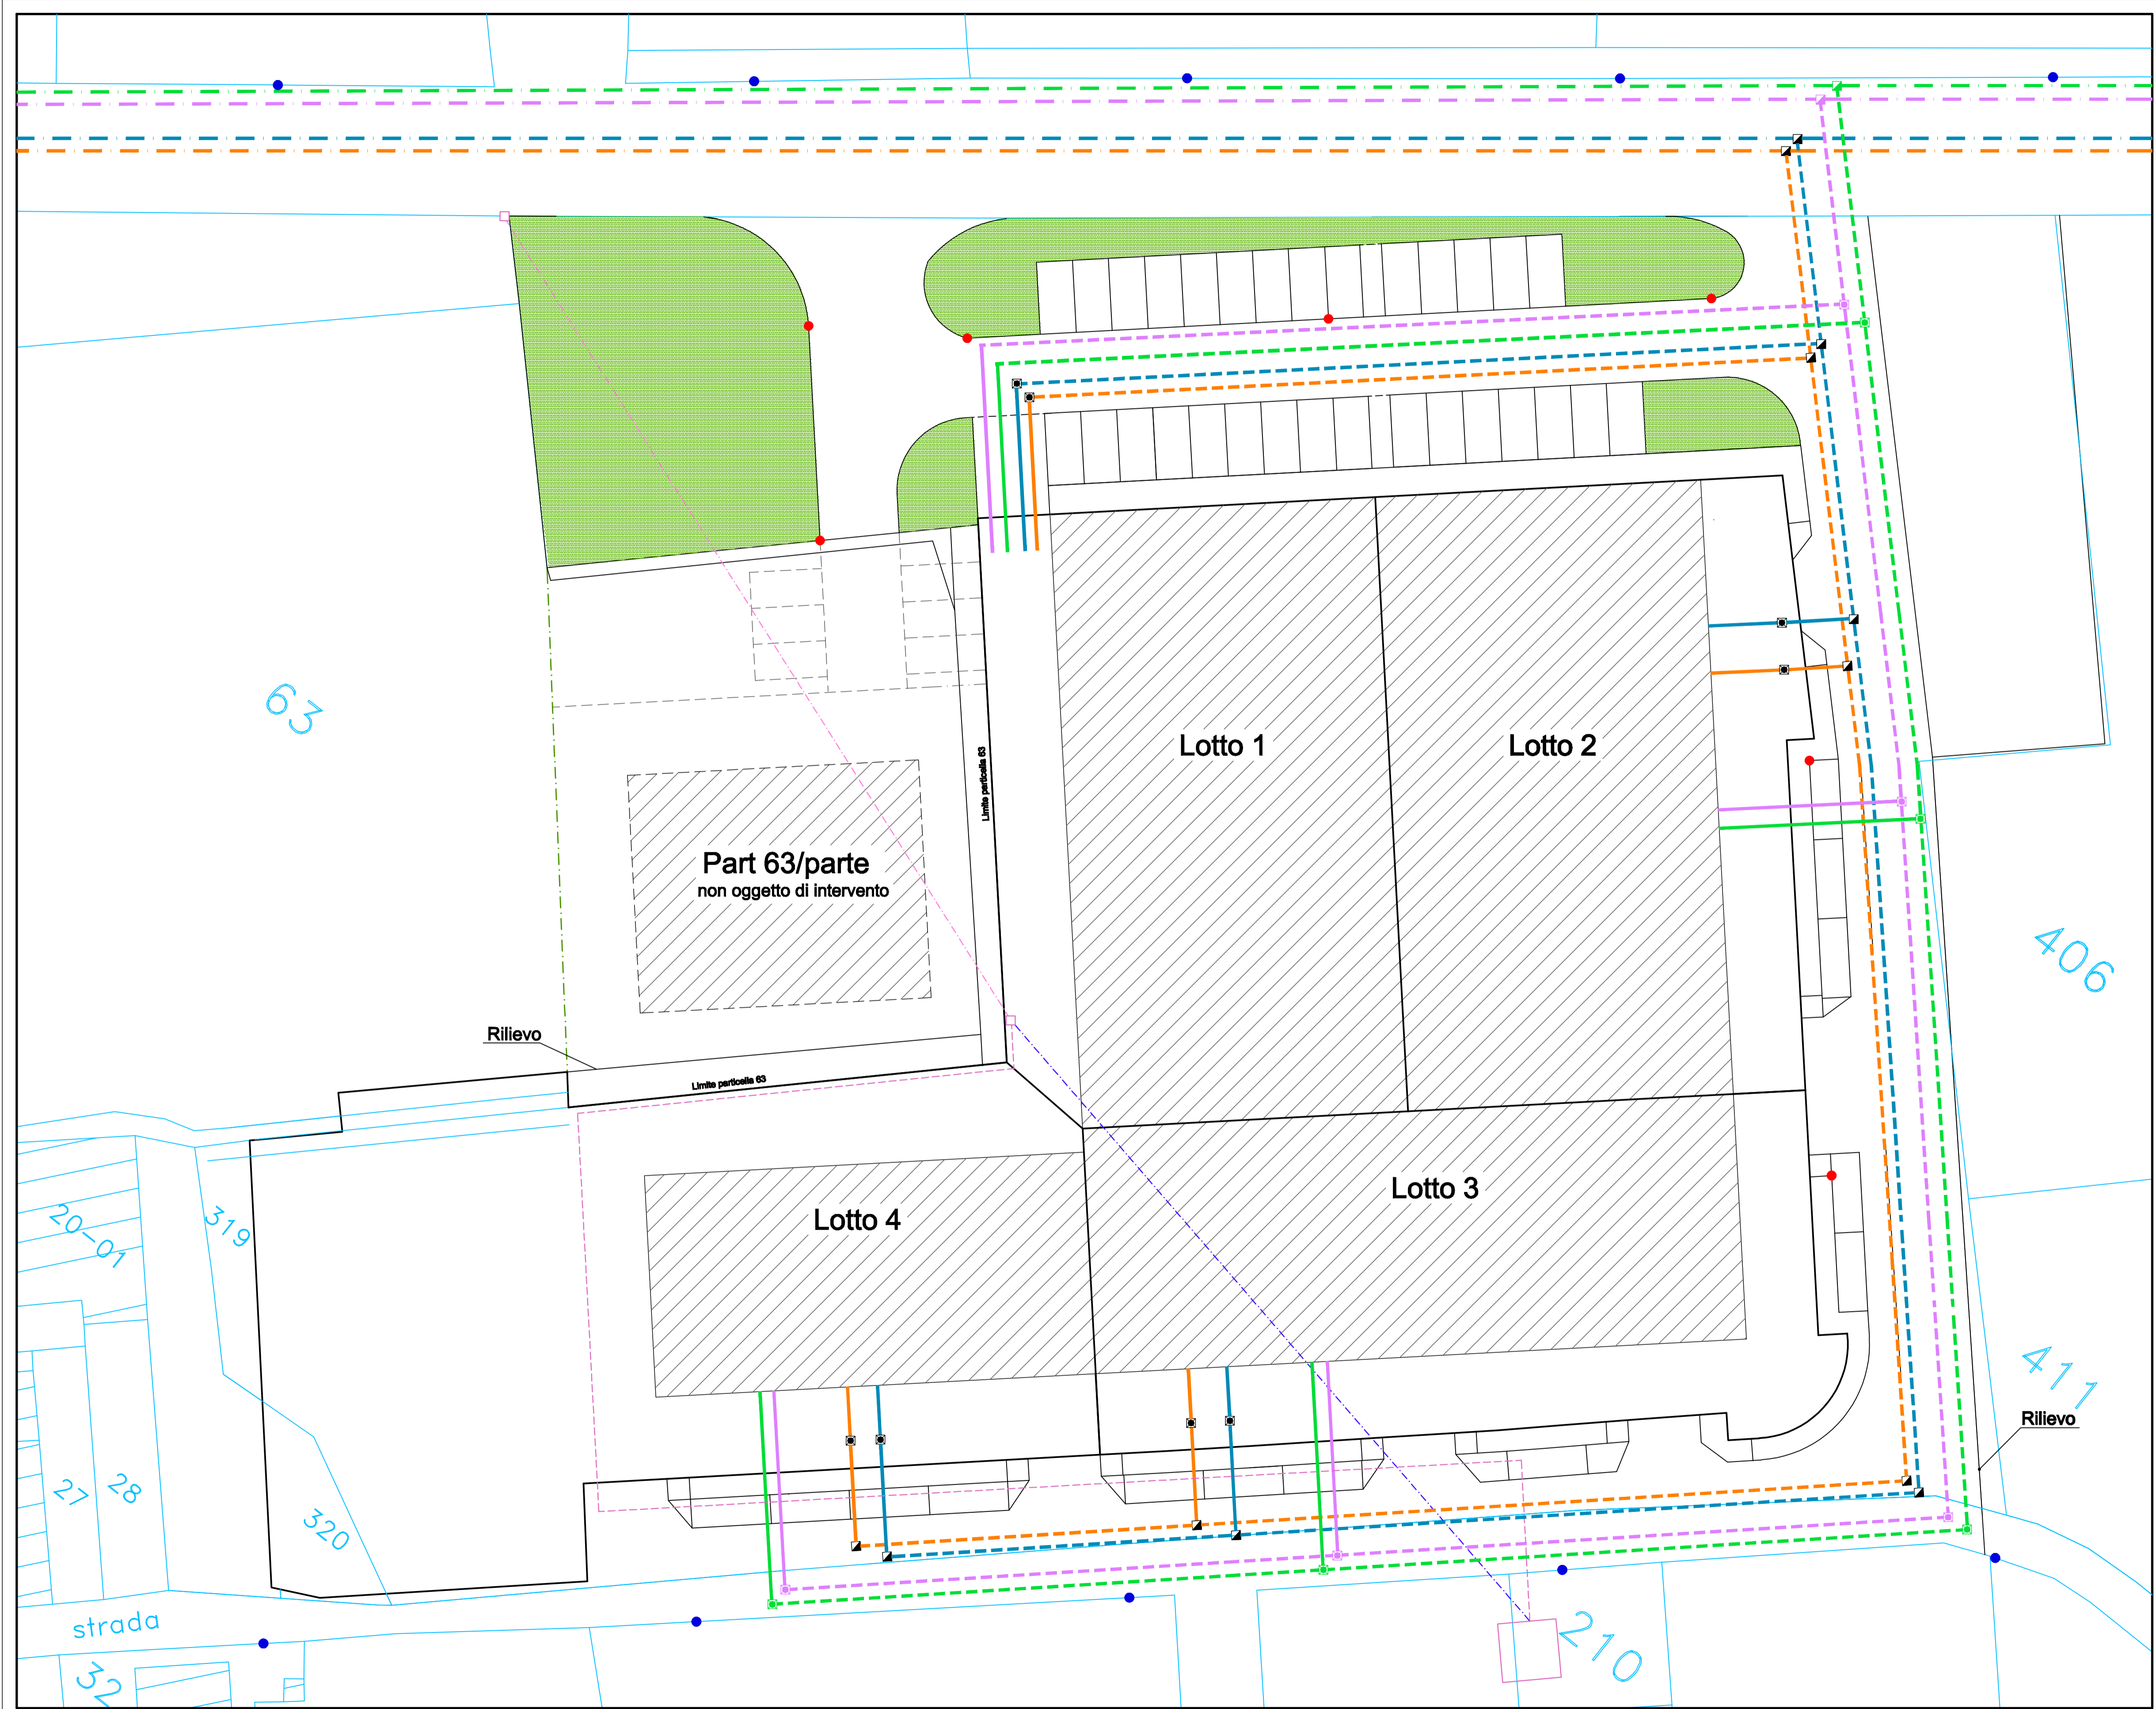 63
Lotto 1
Lotto 2
Limite particella 63
Part 63/parte
non oggetto di intervento
406
Rilievo
Limite particella 63
Lotto 3
Lotto 4
20-01
319
411
Rilievo
27
28
320
strada
210
32